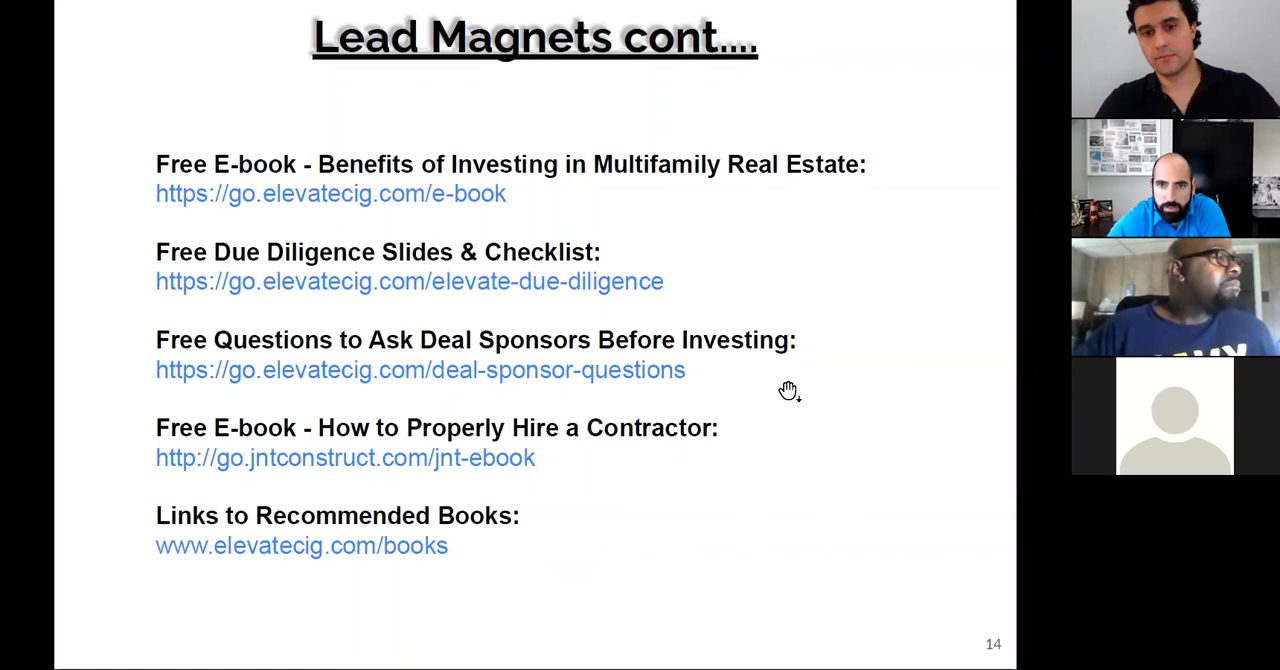 Lead Magnets cont....
Free E-book - Benefits of Investing in Multifamily Real Estate:
https://go.elevatecig.com/e-book
Free Due Diligence Slides & Checklist:
https://go.elevatecig.com/elevate-due-diligence
Free Questions to Ask Deal Sponsors Before Investing:
https://go.elevatecig.com/deal-sponsor-questions
Free E-book - How to Properly Hire a Contractor:
http://go.jntconstruct.com/jnt-ebook
Links to Recommended Books:
www.elevatecig.com/books
14